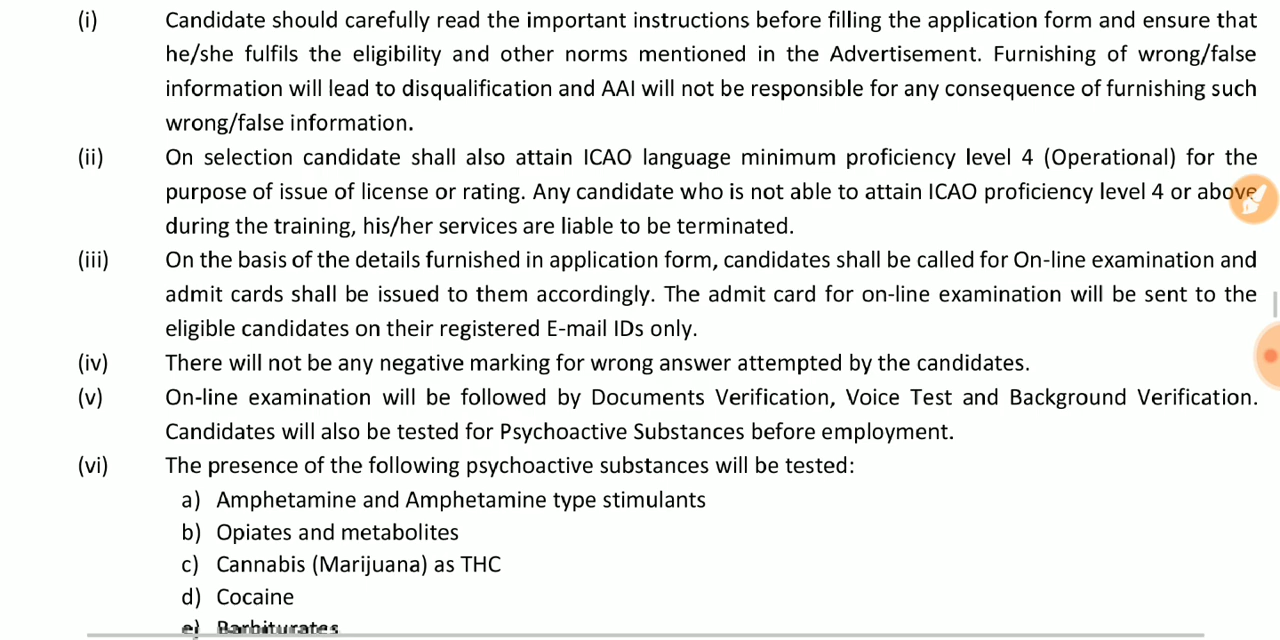 (i) Candidate should carefully read the important instructions before filling the application form and ensure that
he/she fulfils the eligibility and other norms mentioned in the Advertisement. Furnishing of wrong/false
information will lead to disqualification and AAI will not be responsible for any consequence of furnishing such
wrong/false information.
(ii) On selection candidate shall also attain ICAO language minimum proficiency level 4 (Operational) for the
purpose of issue of license or rating. Any candidate who is not able to attain ICAO proficiency level 4 or above
during the training, his/her services are liable to be terminated.
(iii) On the basis of the details furnished in application form, candidates shall be called for On-line examination and
admit cards shall be issued to them accordingly. The admit card for on-line examination will be sent to the
eligible candidates on their registered E-mail IDs only.
(iv) There will not be any negative marking for wrong answer attempted by the candidates.
(v) On-line examination will be followed by Documents Verification, Voice Test and Background Verification.
Candidates will also be tested for Psychoactive Substances before employment.
(vi) The presence of the following psychoactive substances will be tested:
a) Amphetamine and Amphetamine type stimulants
b) Opiates and metabolites
c) Cannabis (Marijuana) as THC
d) Cocaine
e) Barbiturates